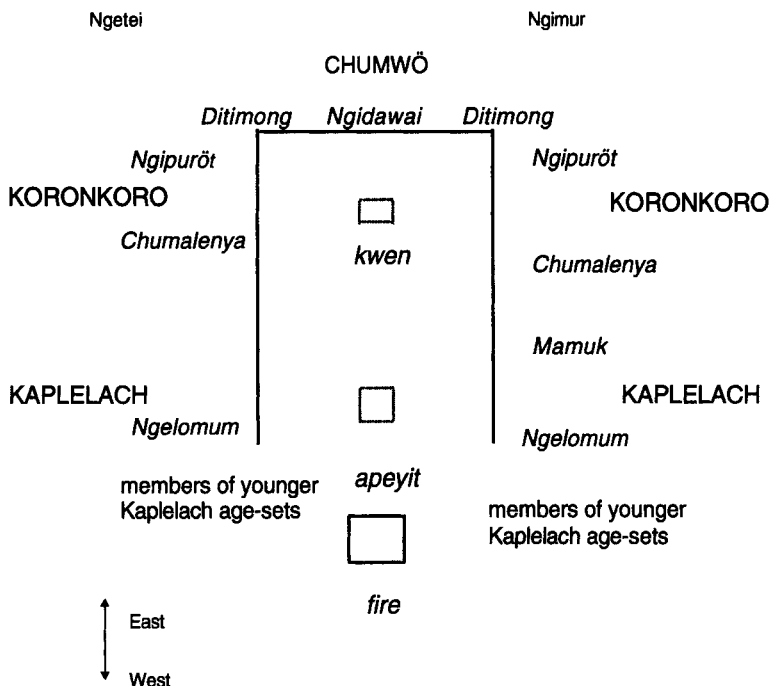 Ngetei
Ngimur
CHUMWÖ
Ditimong
Ngidawai
Ditimong
Ngipuröt
Ngipuröt
KORONKORO
KORONKORO
Chumalenya
kwen
Chumalenya
Mamuk
KAPLELACH
KAPLELACH
Ngelomum
Ngelomum
apeyit
members of younger
Kaplelach age-sets
members of younger
Kaplelach age-sets
fire
East
West